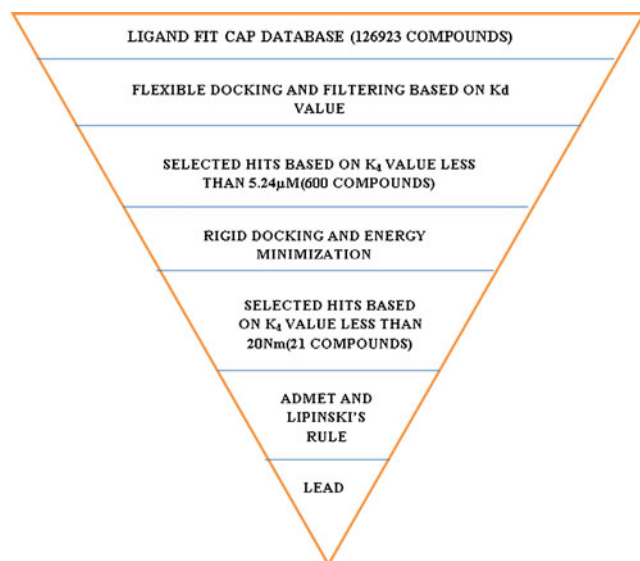 LIGAND FIT CAP DATABASE (126923 COMPOUNDS)
FLEXIBLE DOCKING AND FILTERING BASED ON Kd
VALUE
SELECTED HITS BASED ON Kd VALUE LESS
THAN 5.24µM(600 COMPOUNDS)
RIGID DOCKING AND ENERGY
MINIMIZATION
SELECTED HITS BASED
ON Kd VALUE LESS THAN
20Nm(21 COMPOUNDS)
ADMET AND
LIPINSKI'S
RULE
LEAD